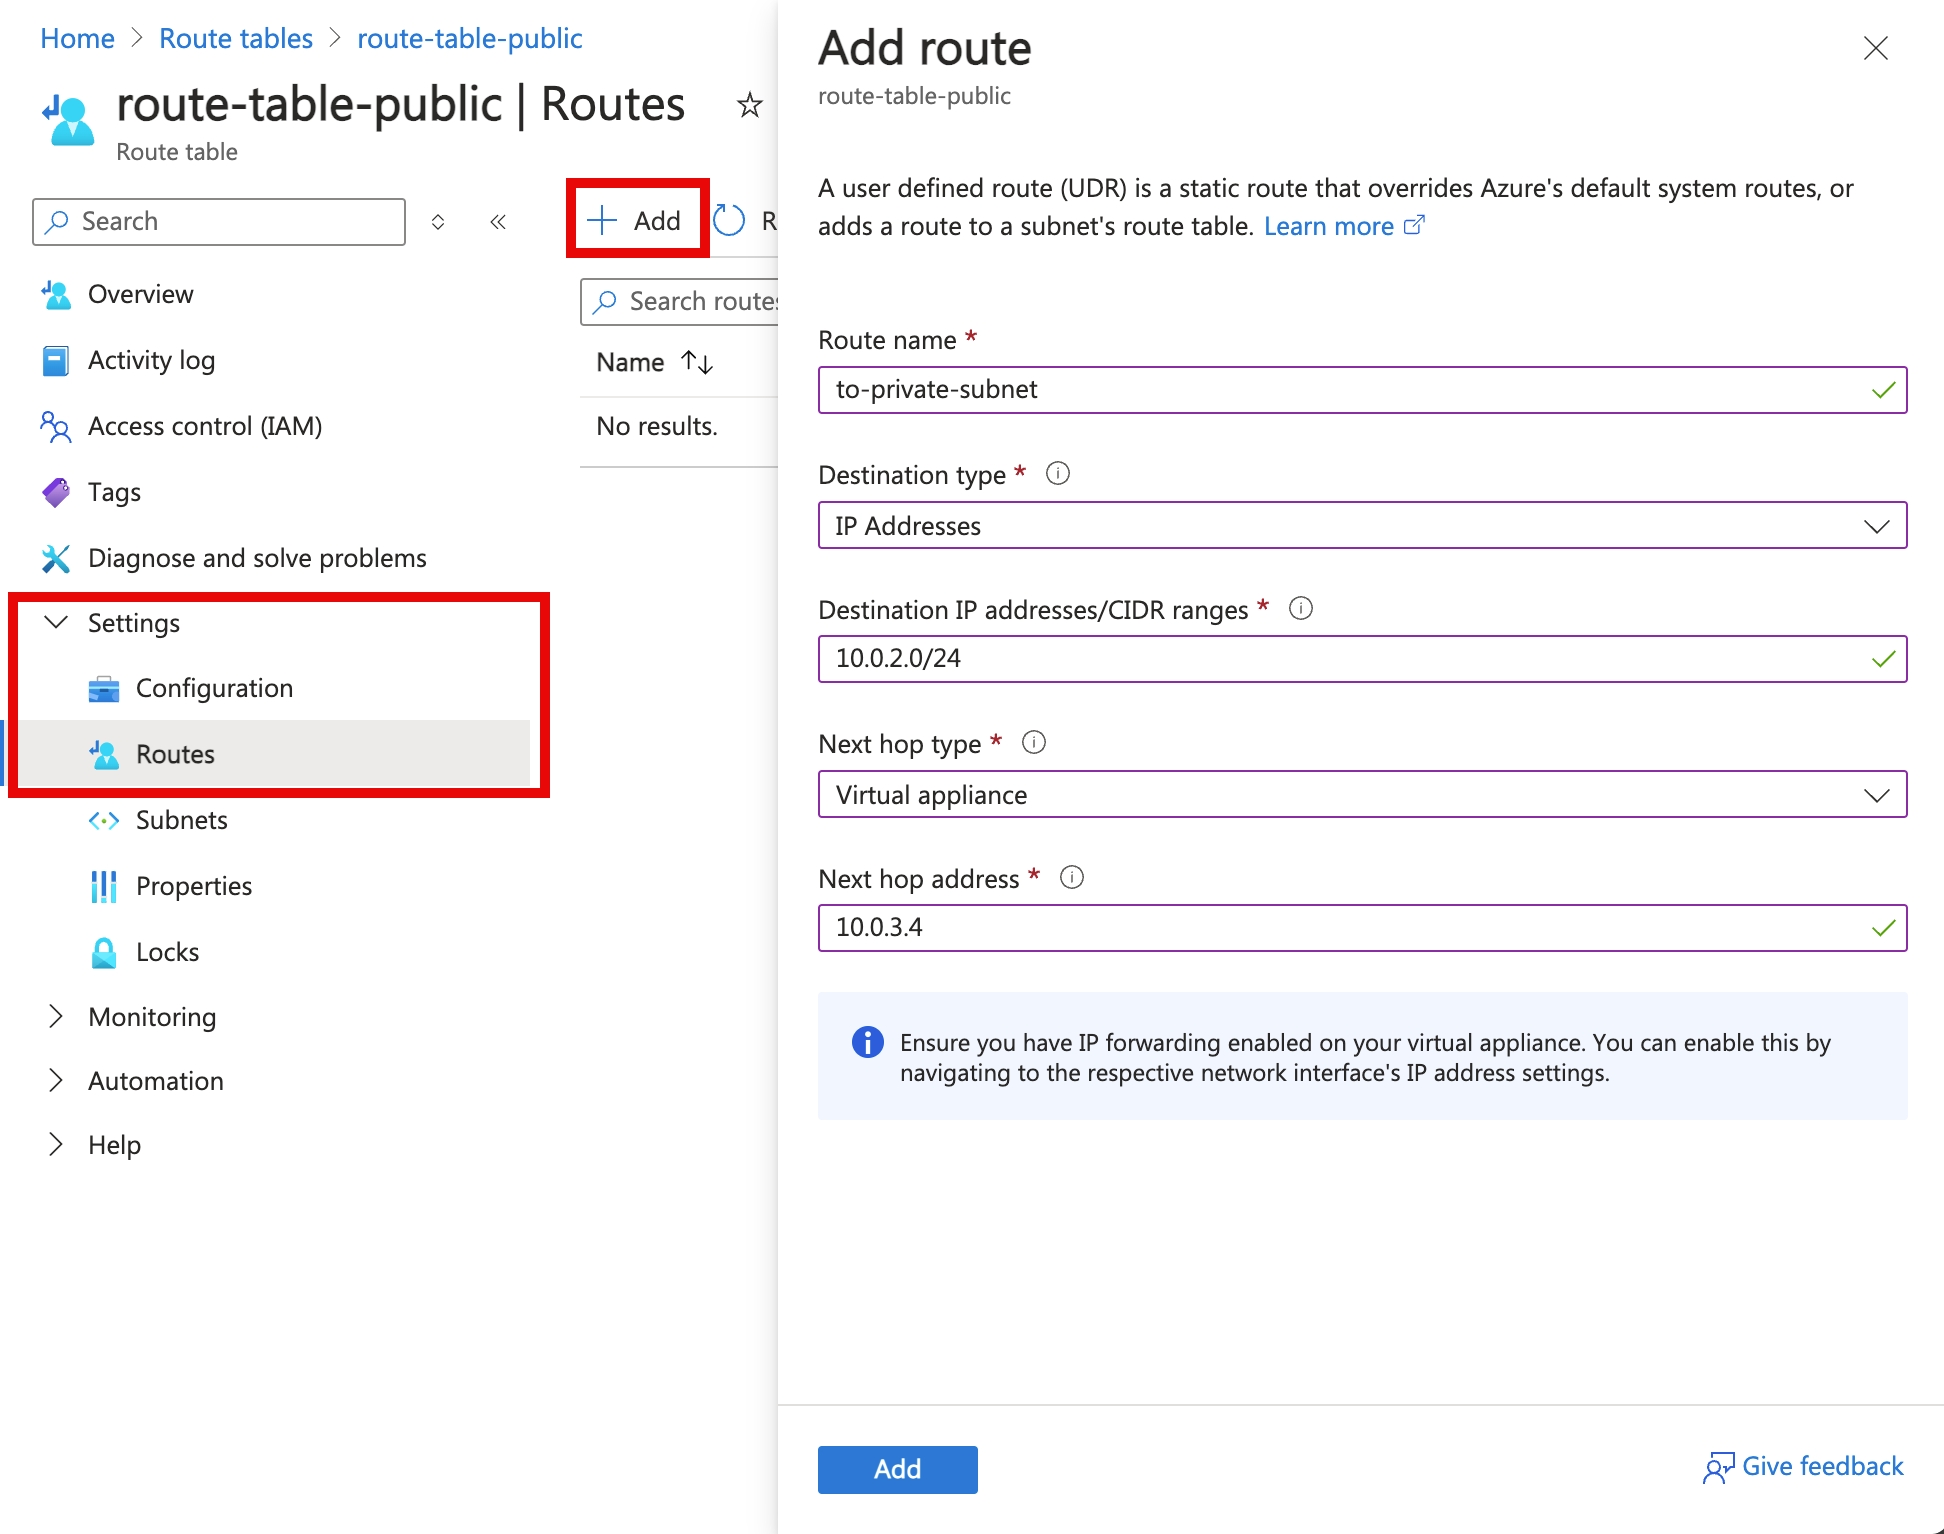 Home > Route tables > route-table-public
route-table-public | Routes
Route table
Search
Overview
Activity log
Access control (IAM)
Tags
Diagnose and solve problems
Settings
Configuration
Routes
Subnets
Properties
Locks
Monitoring
Automation
Help
Add R
Search routes
Name
No results.
Add route
route-table-public
A user defined route (UDR) is a static route that overrides Azure's default system routes, or
adds a route to a subnet's route table. Learn more
Route name *
to-private-subnet
Destination type *
IP Addresses
Destination IP addresses/CIDR ranges *
10.0.2.0/24
Next hop type *
Virtual appliance
Next hop address *
10.0.3.4
Ensure you have IP forwarding enabled on your virtual appliance. You can enable this by
navigating to the respective network interface's IP address settings.
Add
Give feedback